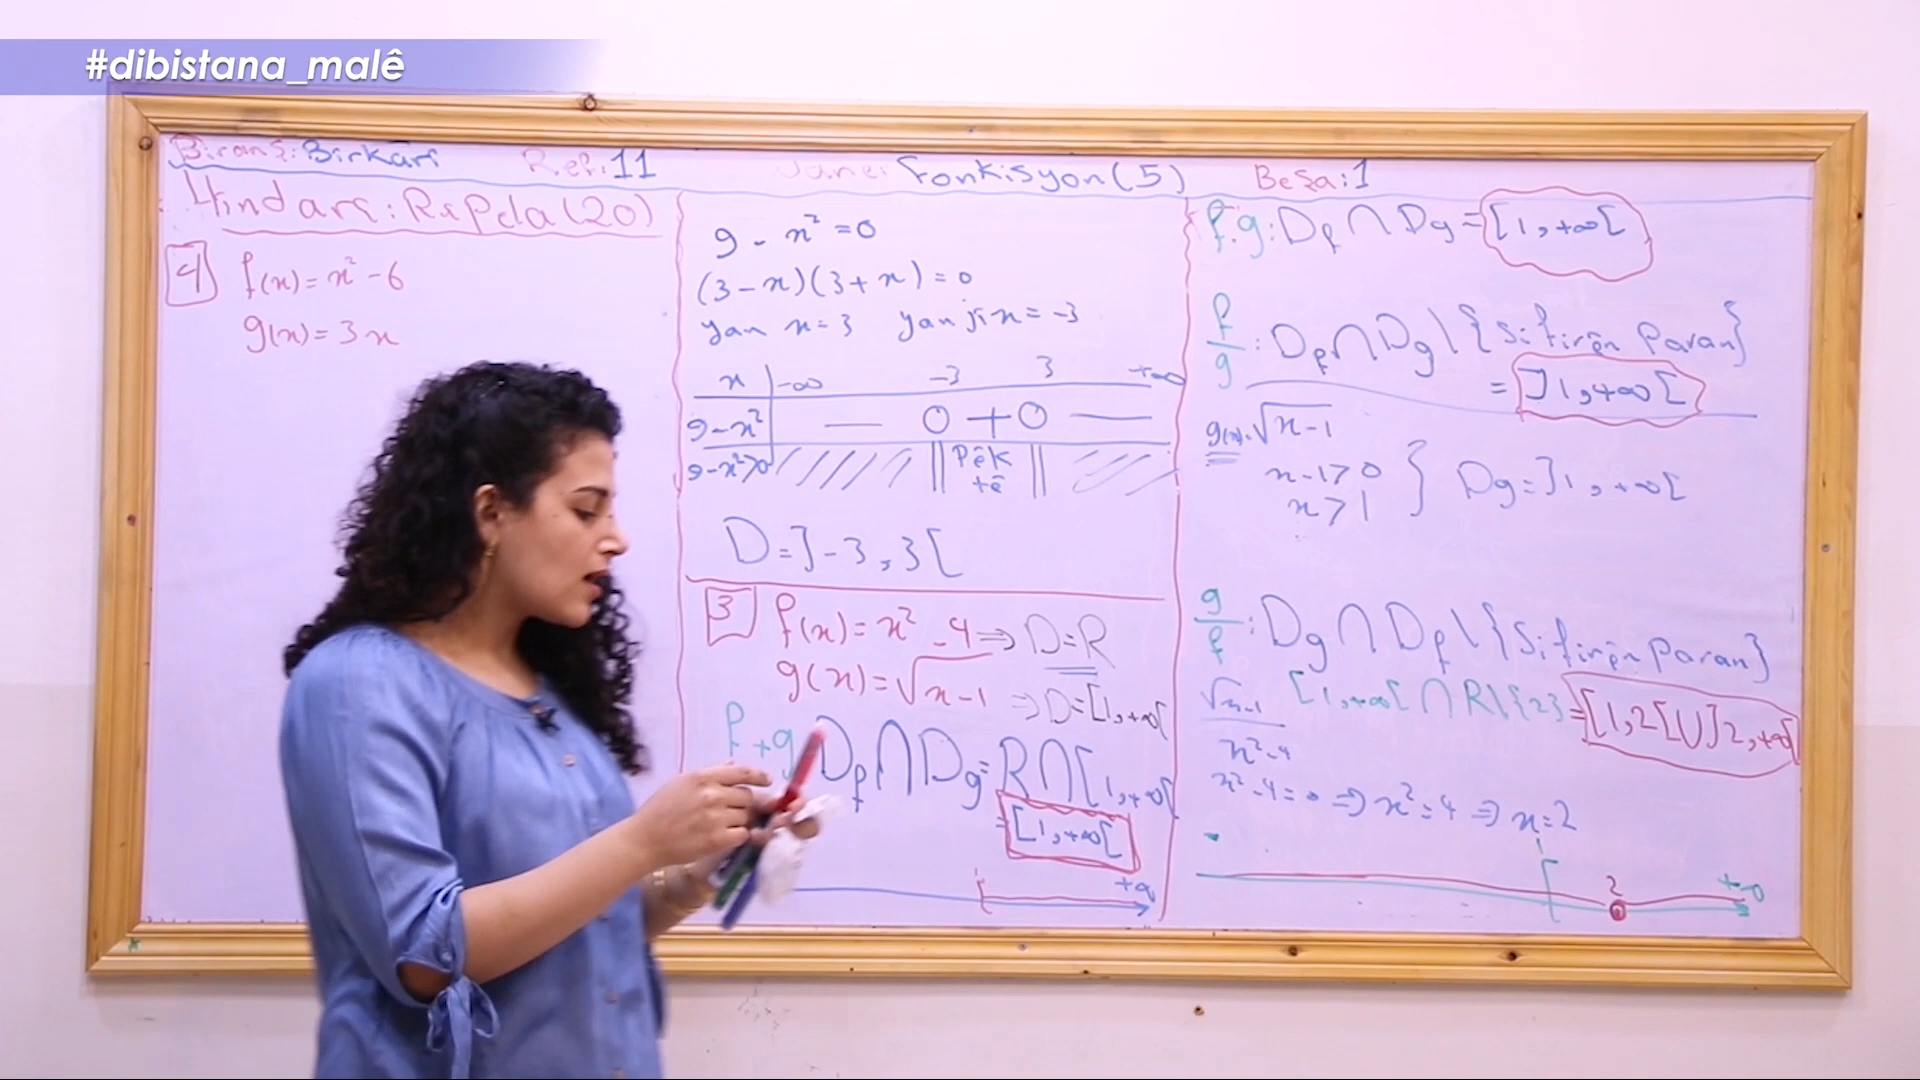 #dibistana_malê
Biranş: Birkarî Ref: 11 Fonksiyon (5) Beşa: 1
Hindarê: Rûpela (20)
4 f(x) = x² - 6
g(x) = 3x
9 - x² = 0
(3 - x)(3 + x) = 0
yan x = 3 yan jî x = -3
x -∞ -3 3 +∞
9 - x² — 0 + 0 —
9 - x² > 0 Pêk
tê
D = ]-3, 3[
3 f(x) = x² - 4 ⇒ D = R
g(x) = √x-1 ⇒ D = [1, +∞[
f + g Df ∩ Dg = R ∩ [1, +∞[
= [1, +∞[
+∞
f.g: Df ∩ Dg = [1, +∞[
f/g : Df ∩ Dg \ {Sifirên Paran}
= ]1, +∞[
g(x) = √x-1
x - 1 > 0 } Dg = ]1, +∞[
x > 1
g/f : Dg ∩ Df \ {Sifirên Paran}
√x-1 / x² - 4 [1, +∞[ ∩ R \ {2} = [1, 2[ U ]2, +∞[
x² - 4 = 0 ⇒ x² = 4 ⇒ x = 2
1 2 +∞